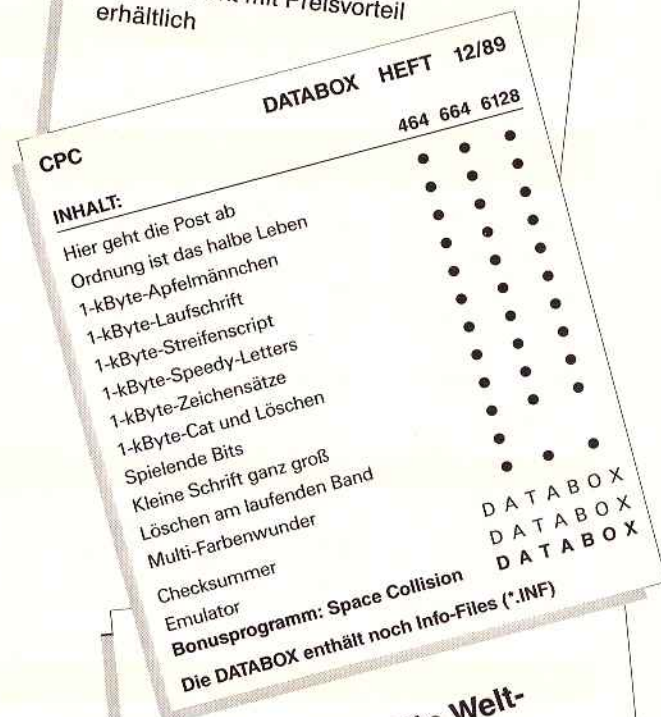 mit Preisvorteil
erhältlich
DATABOX HEFT 12/89
CPC 464 664 6128
INHALT:
Hier geht die Post ab ● ● ●
Ordnung ist das halbe Leben ● ● ●
1-kByte-Apfelmännchen ● ● ●
1-kByte-Laufschrift ● ● ●
1-kByte-Streifenscript ● ● ●
1-kByte-Speedy-Letters ● ● ●
1-kByte-Zeichensätze ● ● ●
1-kByte-Cat und Löschen ● ● ●
Spielende Bits ● ● ●
Kleine Schrift ganz groß ● ● ●
Löschen am laufenden Band ●
Multi-Farbenwunder ● ● ●
Checksummer DATABOX
Emulator DATABOX
Bonusprogramm: Space Collision DATABOX
Die DATABOX enthält noch Info-Files (*.INF)
Welt-